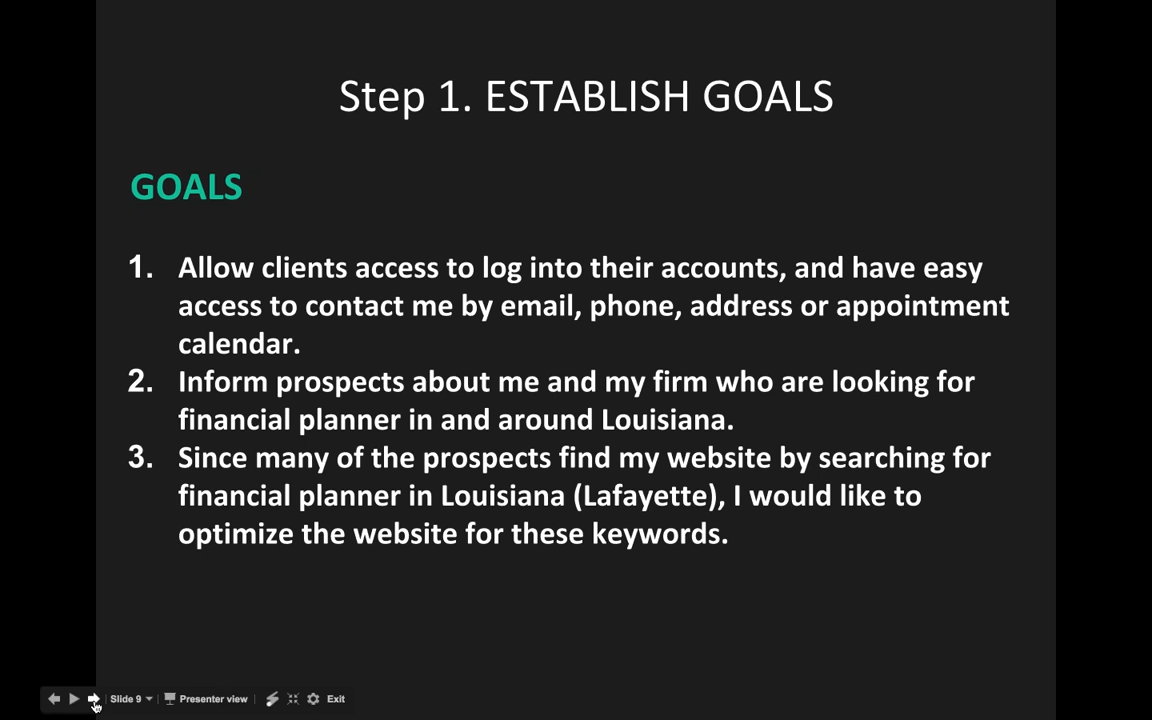 Step 1. ESTABLISH GOALS
GOALS
1. Allow clients access to log into their accounts, and have easy
access to contact me by email, phone, address or appointment
calendar.
2. Inform prospects about me and my firm who are looking for
financial planner in and around Louisiana.
3. Since many of the prospects find my website by searching for
financial planner in Louisiana (Lafayette), I would like to
optimize the website for these keywords.
Slide 9 Presenter view Exit